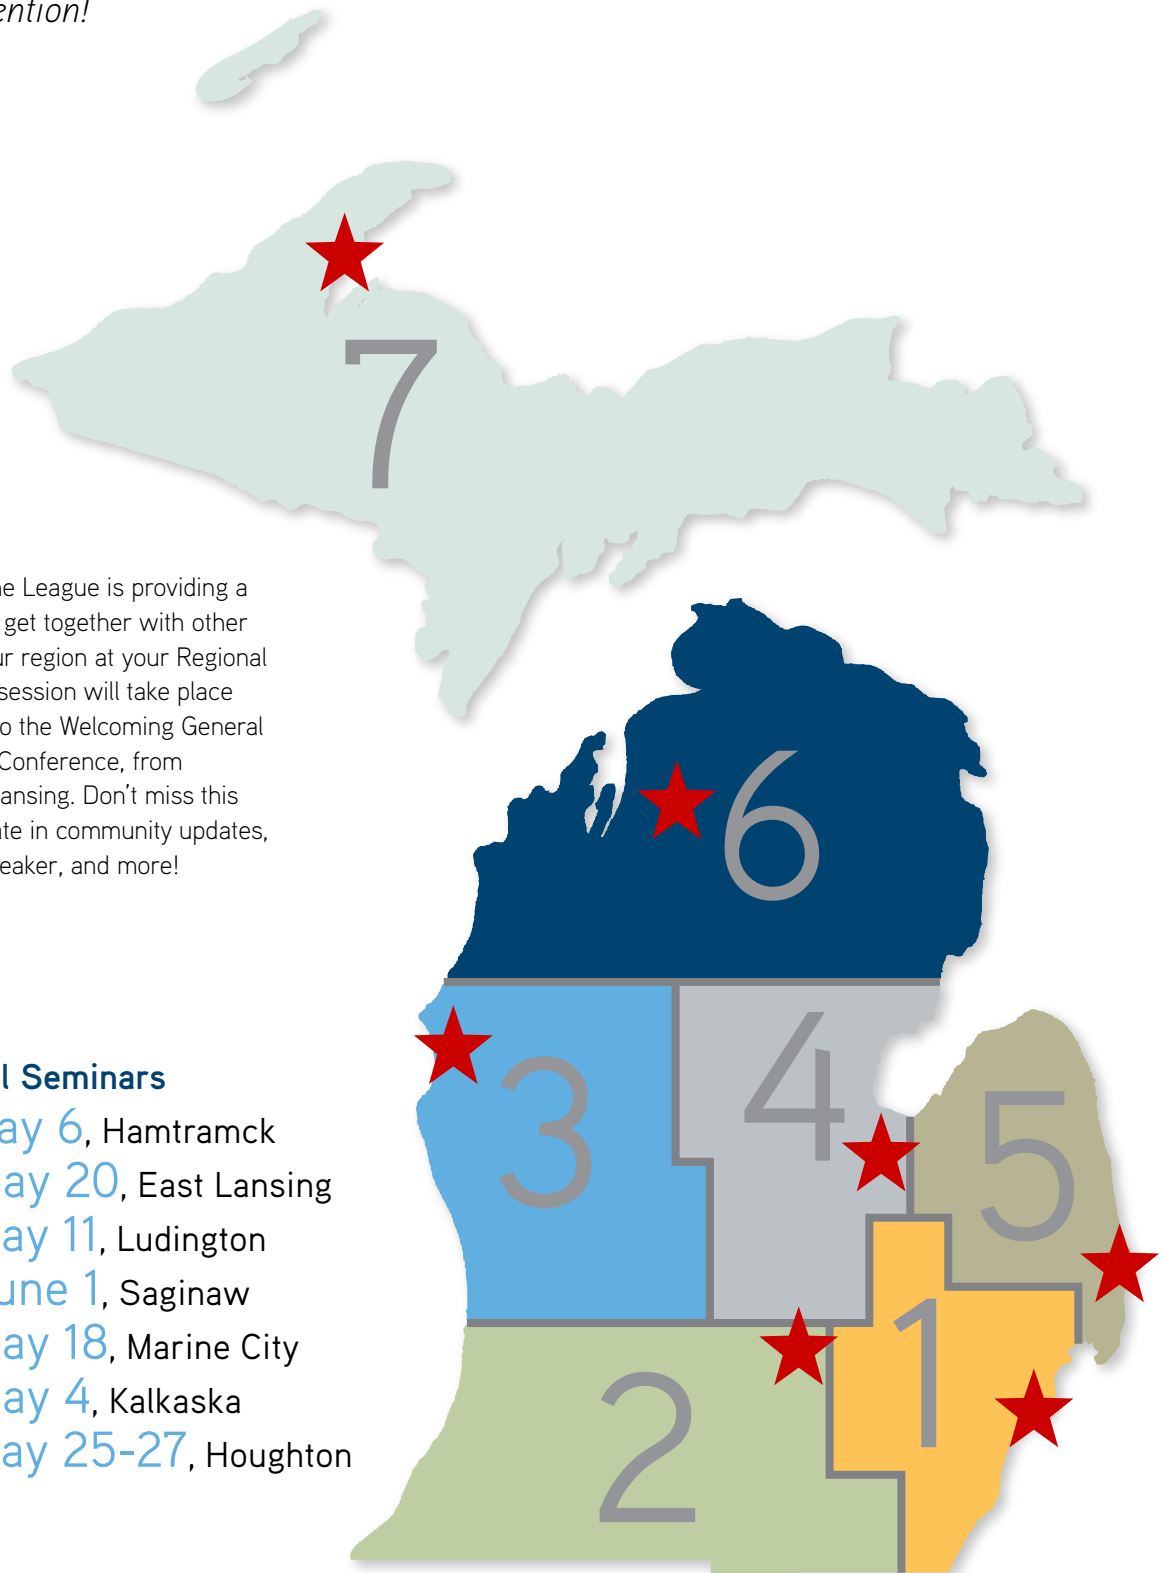 ention!
7
e League is providing a
get together with other
ur region at your Regional
session will take place
o the Welcoming General
Conference, from
ansing. Don't miss this
ate in community updates,
eaker, and more!
6
3
4
5
l Seminars
ay 6, Hamtramck
ay 20, East Lansing
ay 11, Ludington
une 1, Saginaw
ay 18, Marine City
ay 4, Kalkaska
ay 25-27, Houghton
1
2